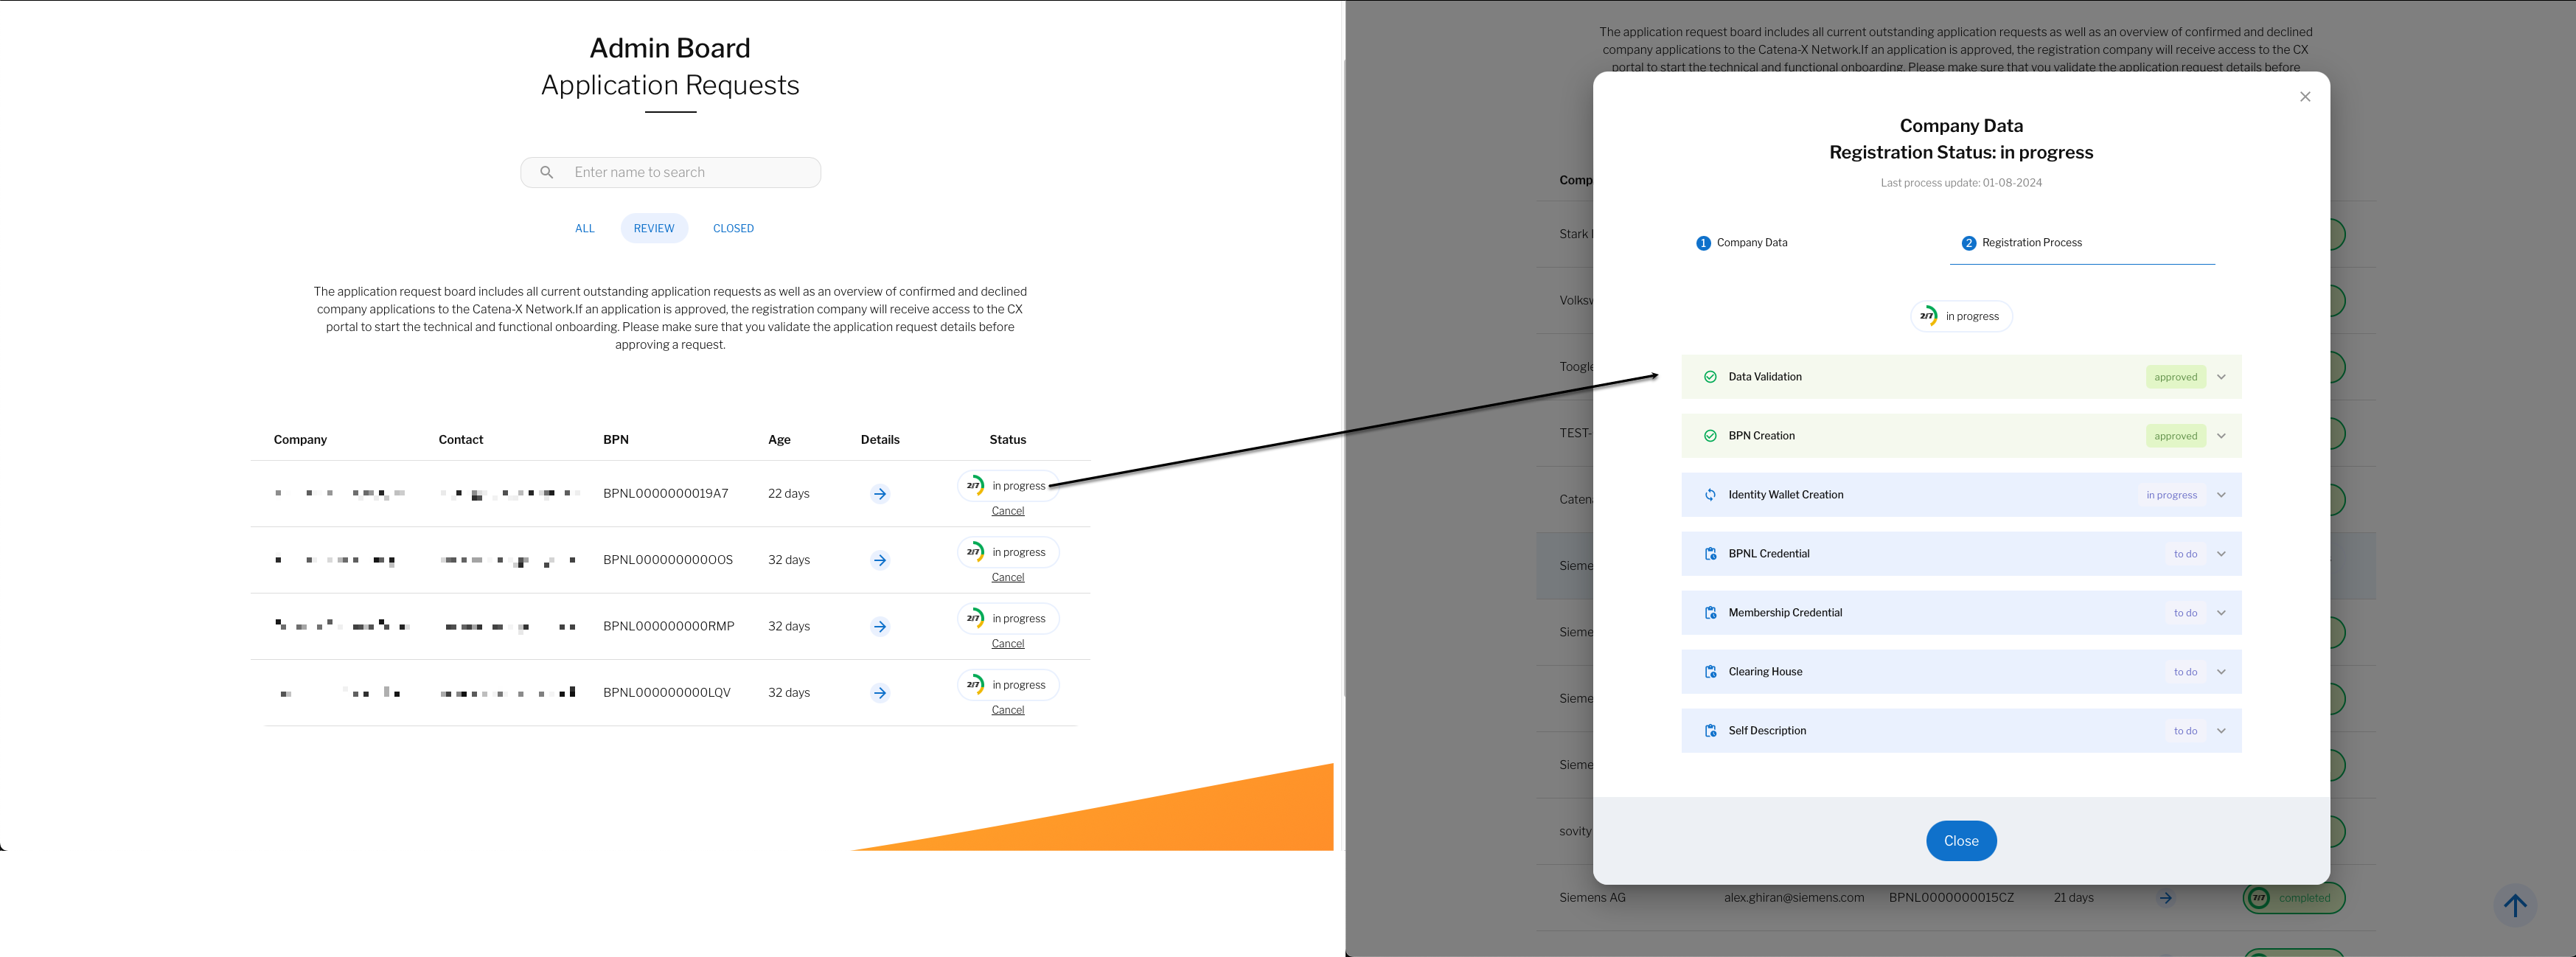 Admin Board
Application Requests
Enter name to search
ALL REVIEW CLOSED
The application request board includes all current outstanding application requests as well as an overview of confirmed and declined
company applications to the Catena-X Network.If an application is approved, the registration company will receive access to the CX
portal to start the technical and functional onboarding. Please make sure that you validate the application request details before
approving a request.
Company Contact BPN Age Details Status
BPNL0000000019A7 22 days 2/7 in progress
Cancel
BPNL000000000OOS 32 days 2/7 in progress
Cancel
BPNL000000000RMP 32 days 2/7 in progress
Cancel
BPNL000000000LQV 32 days 2/7 in progress
Cancel
The application request board includes all current outstanding application requests as well as an overview of confirmed and declined
company applications to the Catena-X Network.If an application is approved, the registration company will receive access to the CX
portal to start the technical and functional onboarding. Please make sure that you validate the application request details before
Comp
Stark
Volksw
Toogle
TEST-
Caten
Sieme
Sieme
Sieme
Sieme
sovity
Siemens AG alex.ghiran@siemens.com BPNL0000000015CZ 21 days 7/7 completed
Company Data
Registration Status: in progress
Last process update: 01-08-2024
1 Company Data 2 Registration Process
2/7 in progress
Data Validation approved
BPN Creation approved
Identity Wallet Creation in progress
BPNL Credential to do
Membership Credential to do
Clearing House to do
Self Description to do
Close